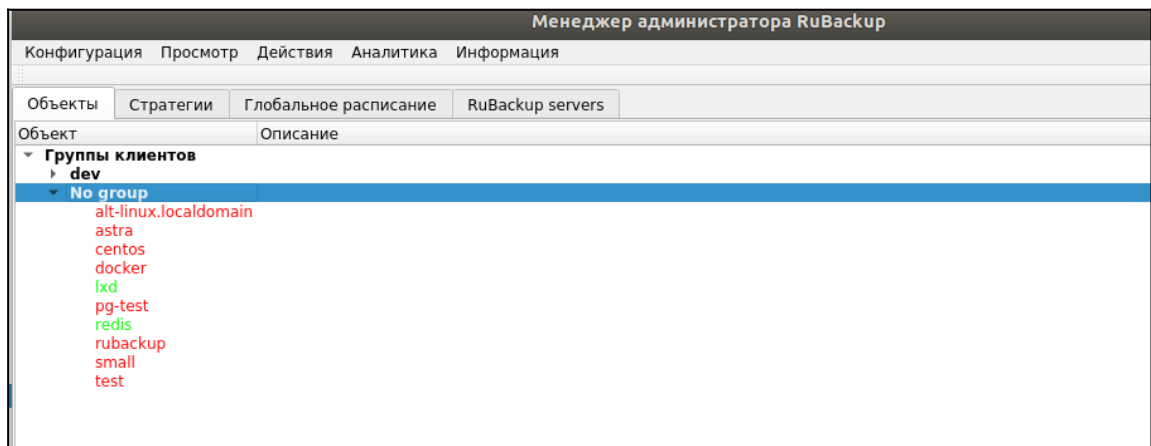 Менеджер администратора RuBackup
Конфигурация Просмотр Действия Аналитика Информация
Объекты Стратегии Глобальное расписание RuBackup servers
Объект Описание
Группы клиентов
dev
No group
alt-linux.localdomain
astra
centos
docker
lxd
pg-test
redis
rubackup
small
test